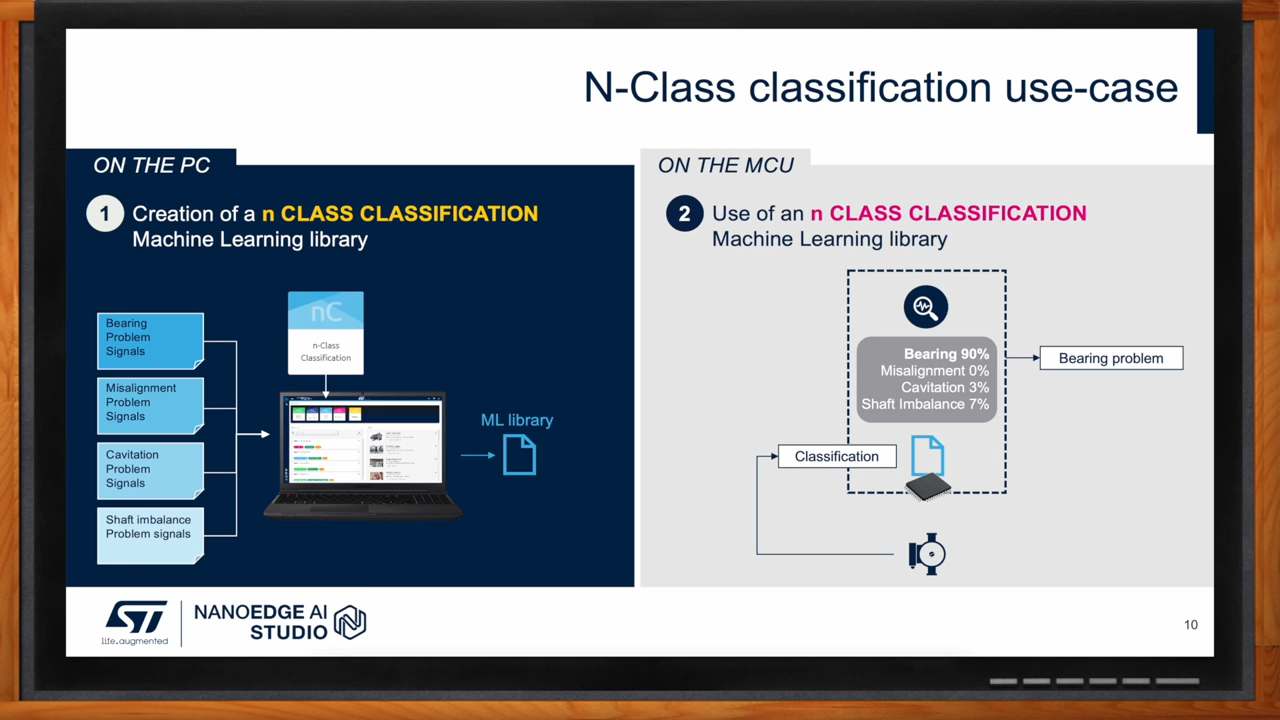 N-Class classification use-case
ON THE PC
1
Creation of a n CLASS CLASSIFICATION
Machine Learning library
Bearing
Problem
Signals
Misalignment
Problem
Signals
Cavitation
Problem
Signals
Shaft imbalance
Problem signals
nC
n-Class
Classification
ML library
ON THE MCU
2
Use of an n CLASS CLASSIFICATION
Machine Learning library
Bearing 90%
Misalignment 0%
Cavitation 3%
Shaft Imbalance 7%
Bearing problem
Classification
ST
life.augmented
NANOEDGE AI
STUDIO
10